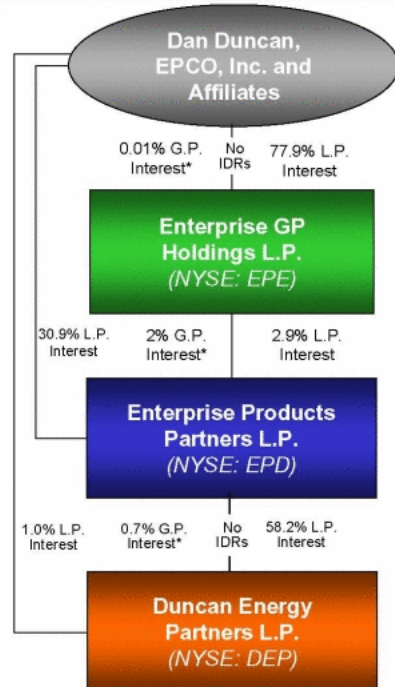 Dan Duncan,
EPCO, Inc. and
Affiliates
0.01% G.P.
Interest*
No
IDRs
77.9% L.P.
Interest
Enterprise GP
Holdings L.P.
(NYSE: EPE)
30.9% L.P.
Interest
2% G.P.
Interest*
2.9% L.P.
Interest
Enterprise Products
Partners L.P.
(NYSE: EPD)
1.0% L.P.
Interest
0.7% G.P.
Interest*
No
IDRs
58.2% L.P.
Interest
Duncan Energy
Partners L.P.
(NYSE: DEP)